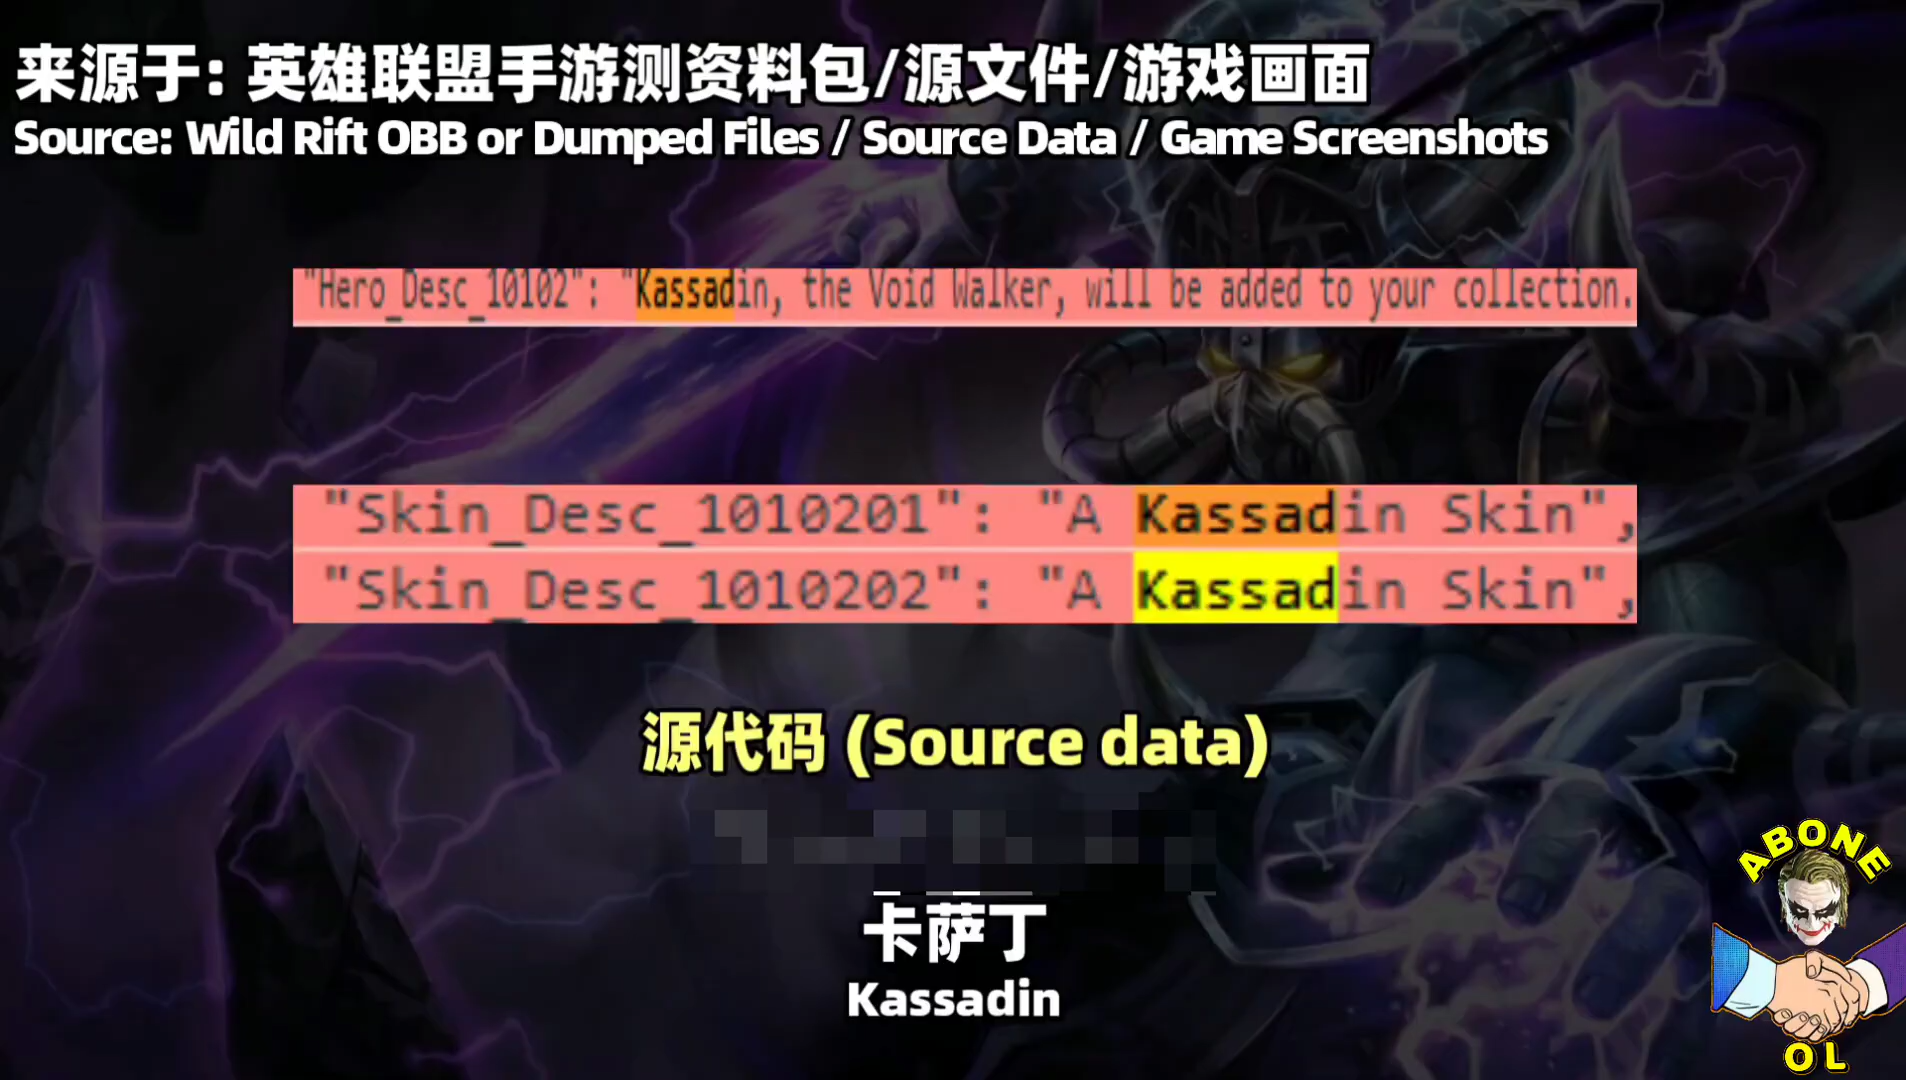 来源于: 英雄联盟手游测资料包/源文件/游戏画面
Source: Wild Rift OBB or Dumped Files / Source Data / Game Screenshots
"Hero_Desc_10102": "Kassadin, the Void Walker, will be added to your collection.
"Skin_Desc_1010201": "A Kassadin Skin",
"Skin_Desc_1010202": "A Kassadin Skin",
源代码 (Source data)
卡萨丁
Kassadin
ABONE
OL